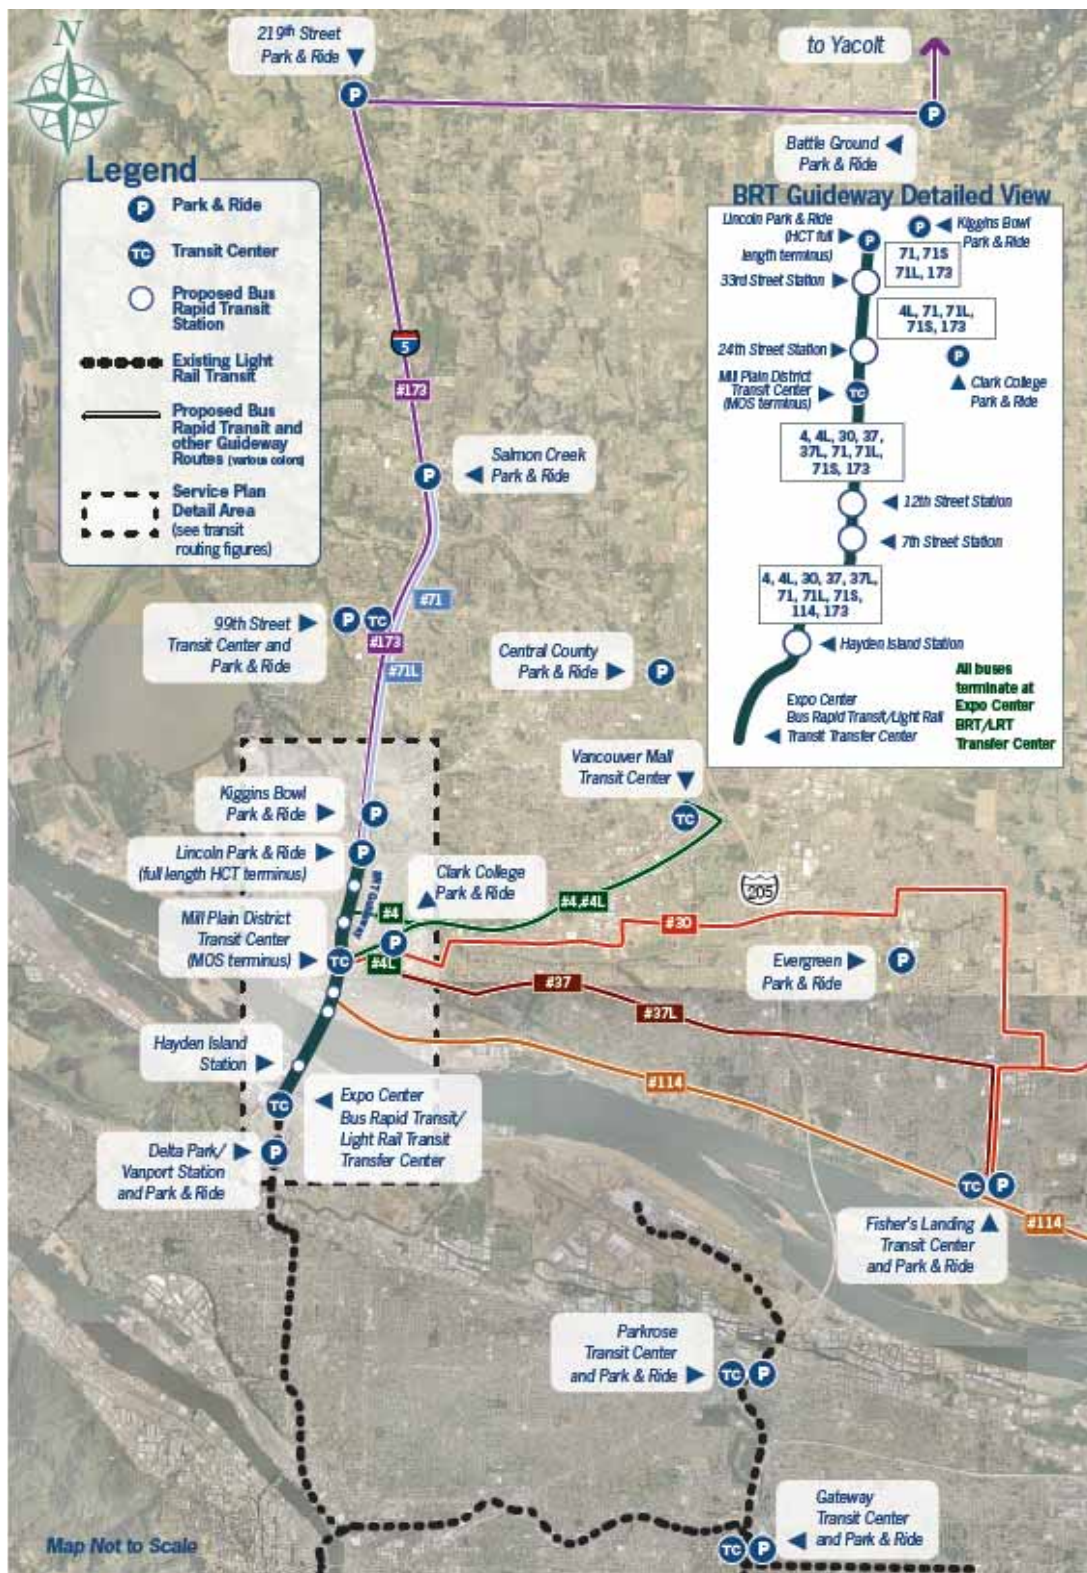 N
219th Street
Park & Ride
P
to Yacolt
P
Battle Ground
Park & Ride
Legend
P
Park & Ride
TC
Transit Center
Proposed Bus
Rapid Transit
Station
Existing Light
Rail Transit
Proposed Bus
Rapid Transit and
other Guideway
Routes (various colors)
Service Plan
Detail Area
(see transit
routing figures)
BRT Guideway Detailed View
Lincoln Park & Ride
(HCT full
length terminus)
P
P
Kiggins Bowl
Park & Ride
71, 71S
71L, 173
33rd Street Station
4L, 71, 71L,
71S, 173
24th Street Station
P
Mill Plain District
Transit Center
(MOS terminus)
TC
Clark College
Park & Ride
4, 4L, 30, 37,
37L, 71, 71L,
71S, 173
12th Street Station
7th Street Station
4, 4L, 30, 37, 37L,
71, 71L, 71S,
114, 173
Hayden Island Station
Expo Center
Bus Rapid Transit/Light Rail
Transit Transfer Center
All buses
terminate at
Expo Center
BRT/LRT
Transfer Center
5
#173
Salmon Creek
Park & Ride
P
#71
99th Street
Transit Center and
Park & Ride
P
TC
#173
#71L
Central County
Park & Ride
P
Vancouver Mall
Transit Center
TC
Kiggins Bowl
Park & Ride
P
Lincoln Park & Ride
(full length HCT terminus)
P
BRT Guideway
Clark College
Park & Ride
P
#4
#4,#4L
205
#30
Mill Plain District
Transit Center
(MOS terminus)
TC
#4L
#37
#37L
Evergreen
Park & Ride
P
Hayden Island
Station
#114
TC
Expo Center
Bus Rapid Transit/
Light Rail Transit
Transfer Center
Delta Park/
Vanport Station
and Park & Ride
P
TC
P
#114
Fisher's Landing
Transit Center
and Park & Ride
Parkrose
Transit Center
and Park & Ride
TC
P
Gateway
Transit Center
and Park & Ride
TC
P
Map Not to Scale